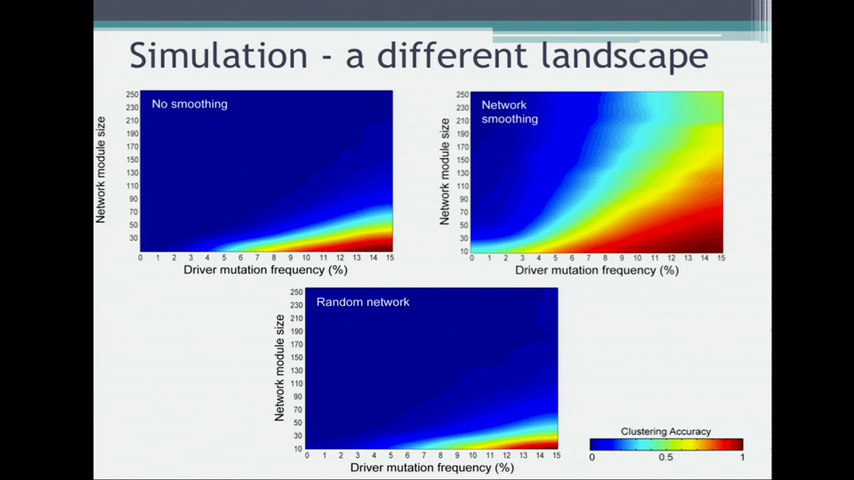 Simulation - a different landscape
No smoothing
Network module size
250
230
210
190
170
150
130
110
90
70
50
30
0 1 2 3 4 5 6 7 8 9 10 11 12 13 14 15
Driver mutation frequency (%)
Network
smoothing
Network module size
250
230
210
190
170
150
130
110
90
70
50
30
10
0 1 2 3 4 5 6 7 8 9 10 11 12 13 14 15
Driver mutation frequency (%)
Random network
Network module size
250
230
210
190
170
150
130
110
90
70
50
30
10
0 1 2 3 4 5 6 7 8 9 10 11 12 13 14 15
Driver mutation frequency (%)
Clustering Accuracy
0 0.5 1